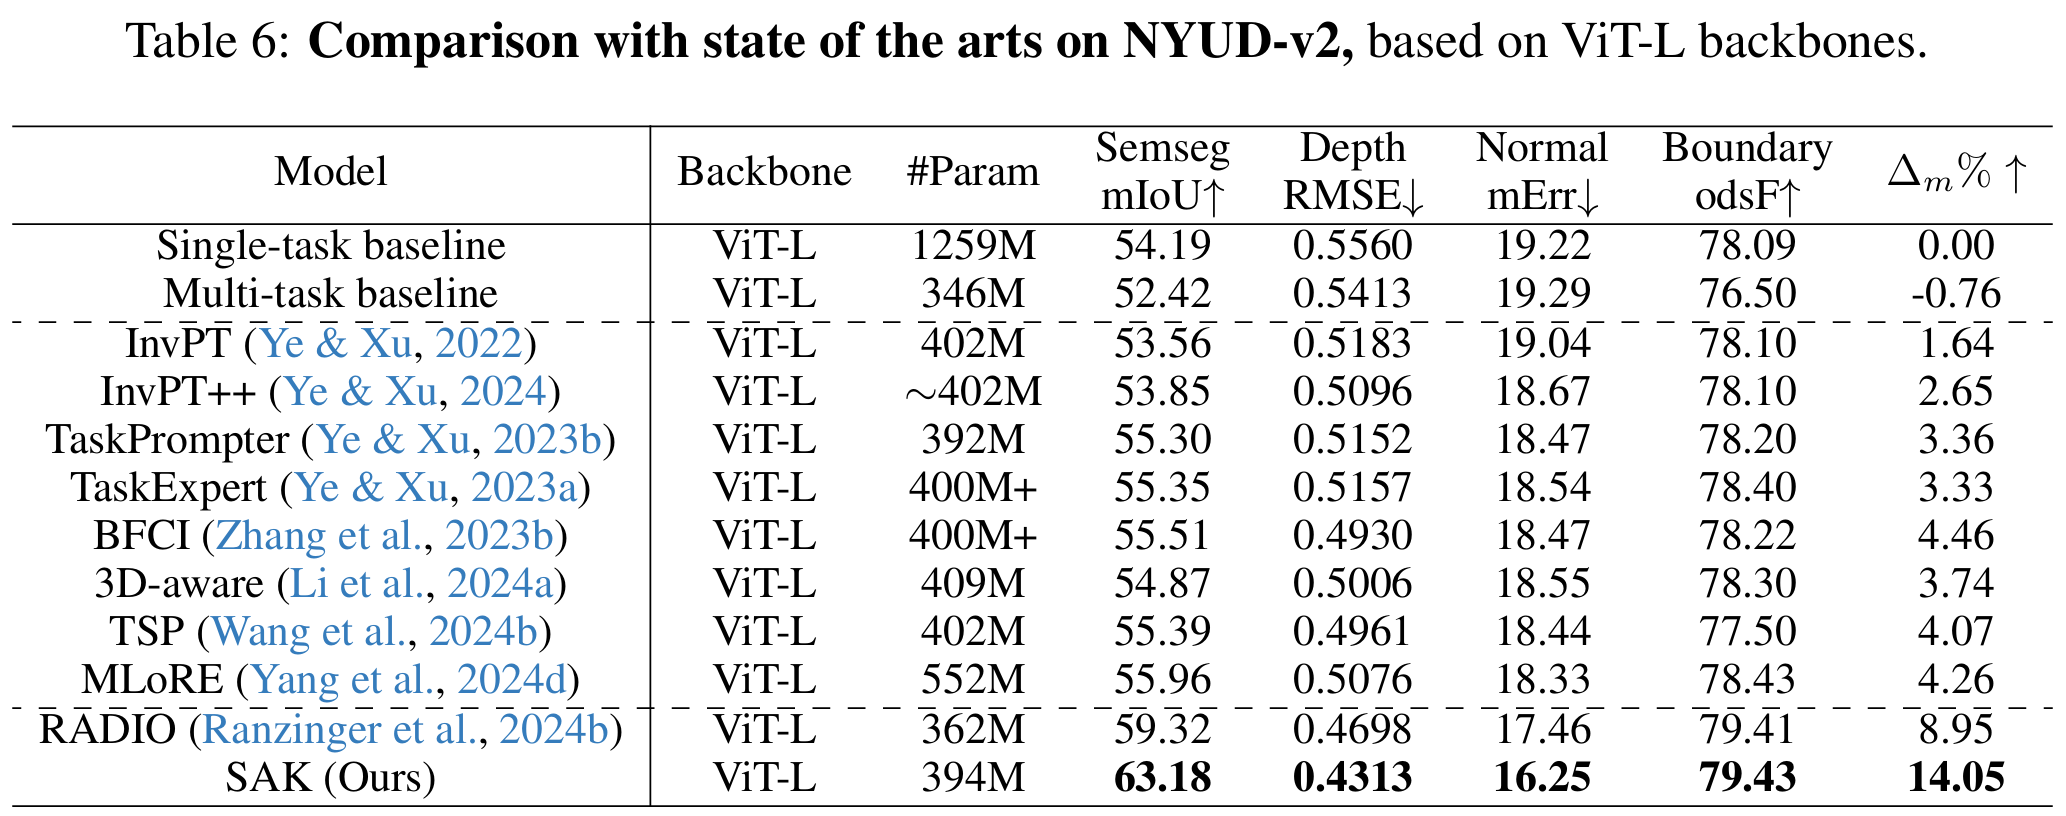 Table 6: Comparison with state of the arts on NYUD-v2, based on ViT-L backbones.
Model Backbone #Param Semseg mIoU↑ Depth RMSE↓ Normal mErr↓ Boundary odsF↑ Δm% ↑
Single-task baseline ViT-L 1259M 54.19 0.5560 19.22 78.09 0.00
Multi-task baseline ViT-L 346M 52.42 0.5413 19.29 76.50 -0.76
InvPT (Ye & Xu, 2022) ViT-L 402M 53.56 0.5183 19.04 78.10 1.64
InvPT++ (Ye & Xu, 2024) ViT-L ∼402M 53.85 0.5096 18.67 78.10 2.65
TaskPrompter (Ye & Xu, 2023b) ViT-L 392M 55.30 0.5152 18.47 78.20 3.36
TaskExpert (Ye & Xu, 2023a) ViT-L 400M+ 55.35 0.5157 18.54 78.40 3.33
BFCI (Zhang et al., 2023b) ViT-L 400M+ 55.51 0.4930 18.47 78.22 4.46
3D-aware (Li et al., 2024a) ViT-L 409M 54.87 0.5006 18.55 78.30 3.74
TSP (Wang et al., 2024b) ViT-L 402M 55.39 0.4961 18.44 77.50 4.07
MLoRE (Yang et al., 2024d) ViT-L 552M 55.96 0.5076 18.33 78.43 4.26
RADIO (Ranzinger et al., 2024b) ViT-L 362M 59.32 0.4698 17.46 79.41 8.95
SAK (Ours) ViT-L 394M 63.18 0.4313 16.25 79.43 14.05